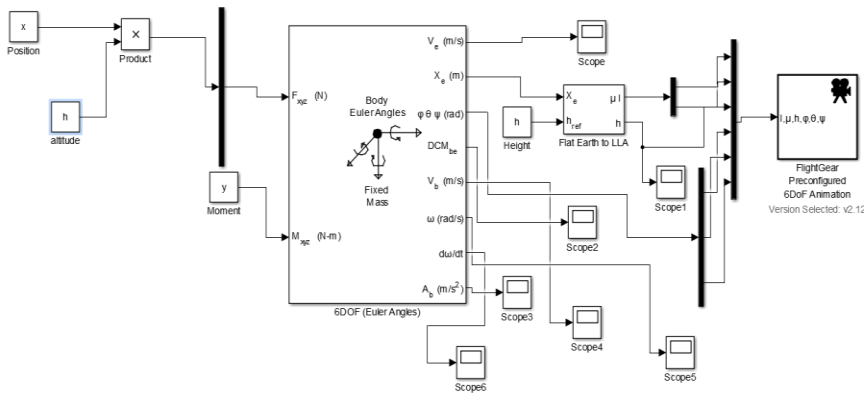 x
Position
×
Product
h
altitude
y
Moment
F_xyz (N)
M_xyz (N-m)
Body
Euler Angles
Fixed
Mass
V_e (m/s)
X_e (m)
φ θ ψ (rad)
DCM_be
V_b (m/s)
ω (rad/s)
dω/dt
A_b (m/s²)
6DOF (Euler Angles)
Scope
h
Height
X_e
h_ref
μ l
h
Flat Earth to LLA
Scope1
Scope2
Scope3
Scope4
Scope5
Scope6
l,μ,h,φ,θ,ψ
FlightGear
Preconfigured
6DoF Animation
Version Selected: v2.12